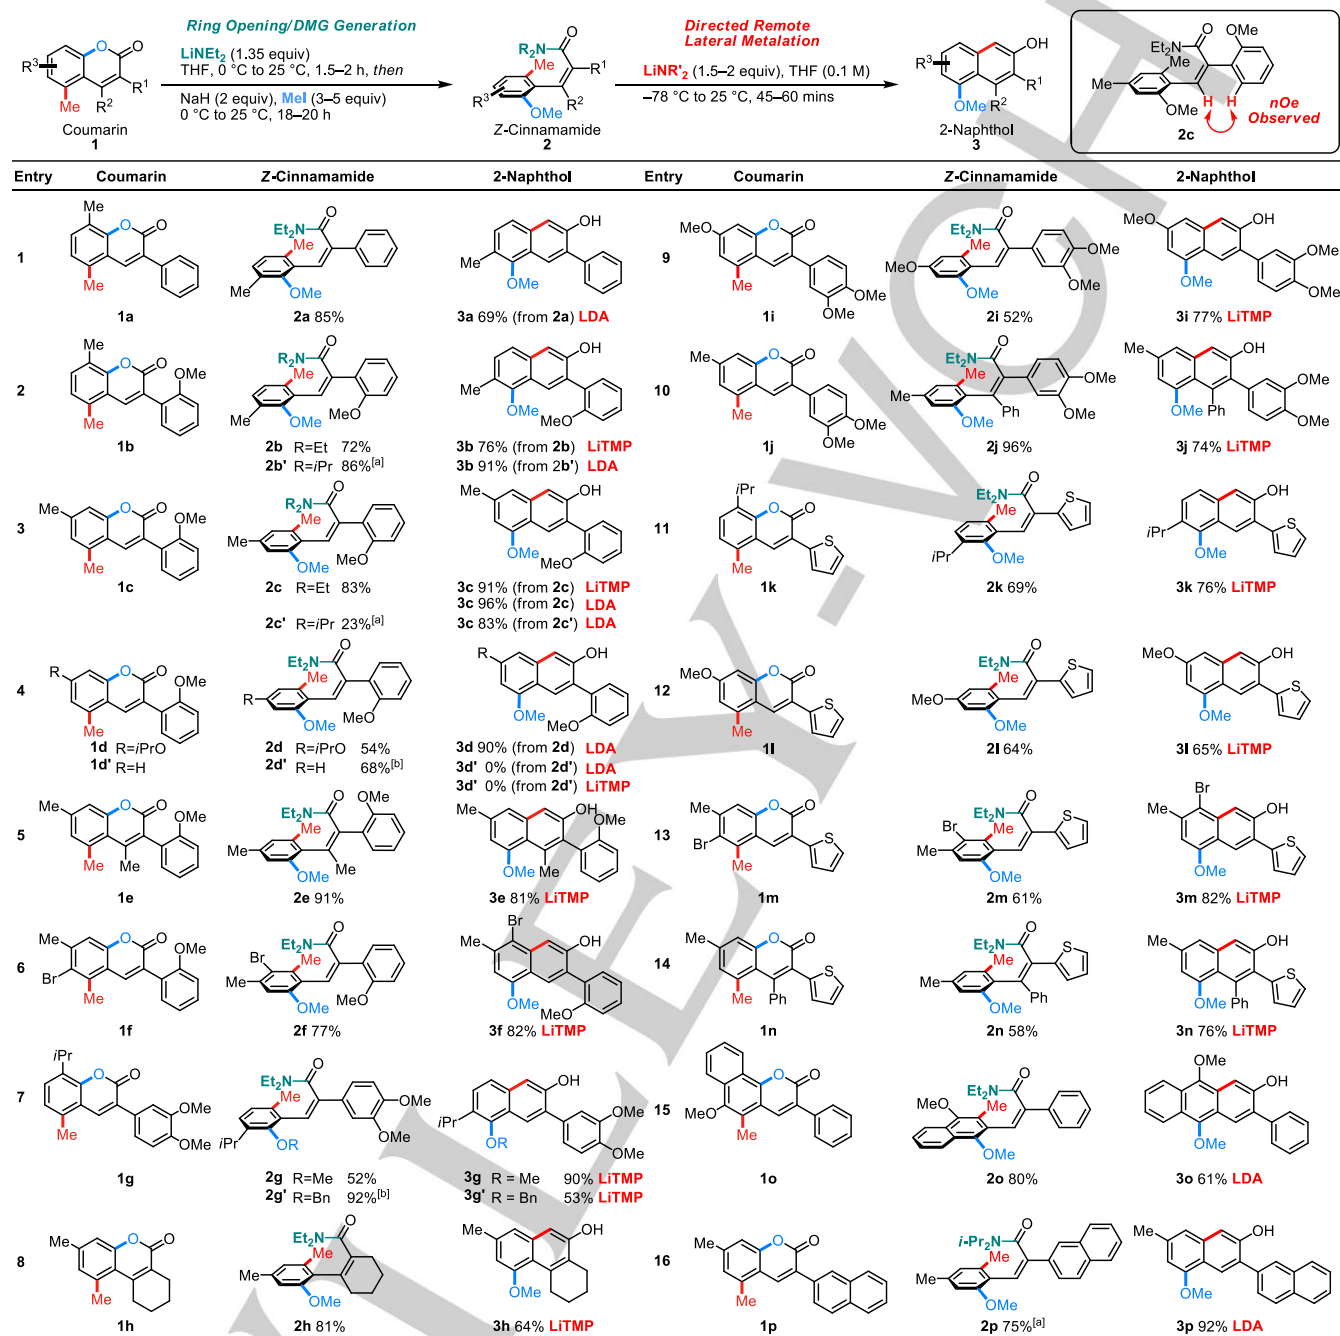 Ring Opening/DMG Generation
LiNEt2 (1.35 equiv)
THF, 0 °C to 25 °C, 1.5–2 h, then
NaH (2 equiv), MeI (3–5 equiv)
0 °C to 25 °C, 18–20 h
Directed Remote
Lateral Metalation
LiNR'2 (1.5–2 equiv), THF (0.1 M)
–78 °C to 25 °C, 45–60 mins
Coumarin
1
Z-Cinnamamide
2
2-Naphthol
3
nOe
Observed
2c
Entry Coumarin Z-Cinnamamide 2-Naphthol Entry Coumarin Z-Cinnamamide 2-Naphthol
1
1a
2a 85%
3a 69% (from 2a) LDA
9
1i
2i 52%
3i 77% LiTMP
2
1b
2b R=Et 72%
2b' R=iPr 86%[a]
3b 76% (from 2b) LiTMP
3b 91% (from 2b') LDA
10
1j
2j 96%
3j 74% LiTMP
3
1c
2c R=Et 83%
2c' R=iPr 23%[a]
3c 91% (from 2c) LiTMP
3c 96% (from 2c) LDA
3c 83% (from 2c') LDA
11
1k
2k 69%
3k 76% LiTMP
4
1d R=iPrO
1d' R=H
2d R=iPrO 54%
2d' R=H 68%[b]
3d 90% (from 2d) LDA
3d' 0% (from 2d') LDA
3d' 0% (from 2d') LiTMP
12
1l
2l 64%
3l 65% LiTMP
5
1e
2e 91%
3e 81% LiTMP
13
1m
2m 61%
3m 82% LiTMP
6
1f
2f 77%
3f 82% LiTMP
14
1n
2n 58%
3n 76% LiTMP
7
1g
2g R=Me 52%
2g' R=Bn 92%[b]
3g R = Me 90% LiTMP
3g' R = Bn 53% LiTMP
15
1o
2o 80%
3o 61% LDA
8
1h
2h 81%
3h 64% LiTMP
16
1p
2p 75%[a]
3p 92% LDA